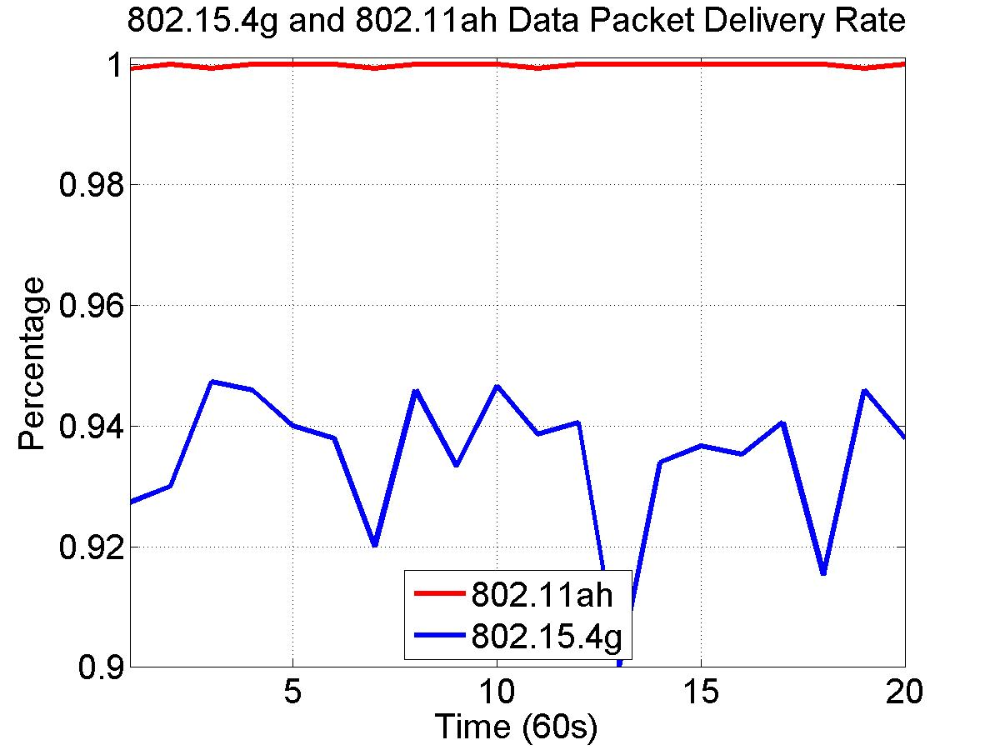 802.15.4g and 802.11ah Data Packet Delivery Rate
1
0.98
0.96
0.94
0.92
0.9
Percentage
802.11ah
802.15.4g
5 10 15 20
Time (60s)